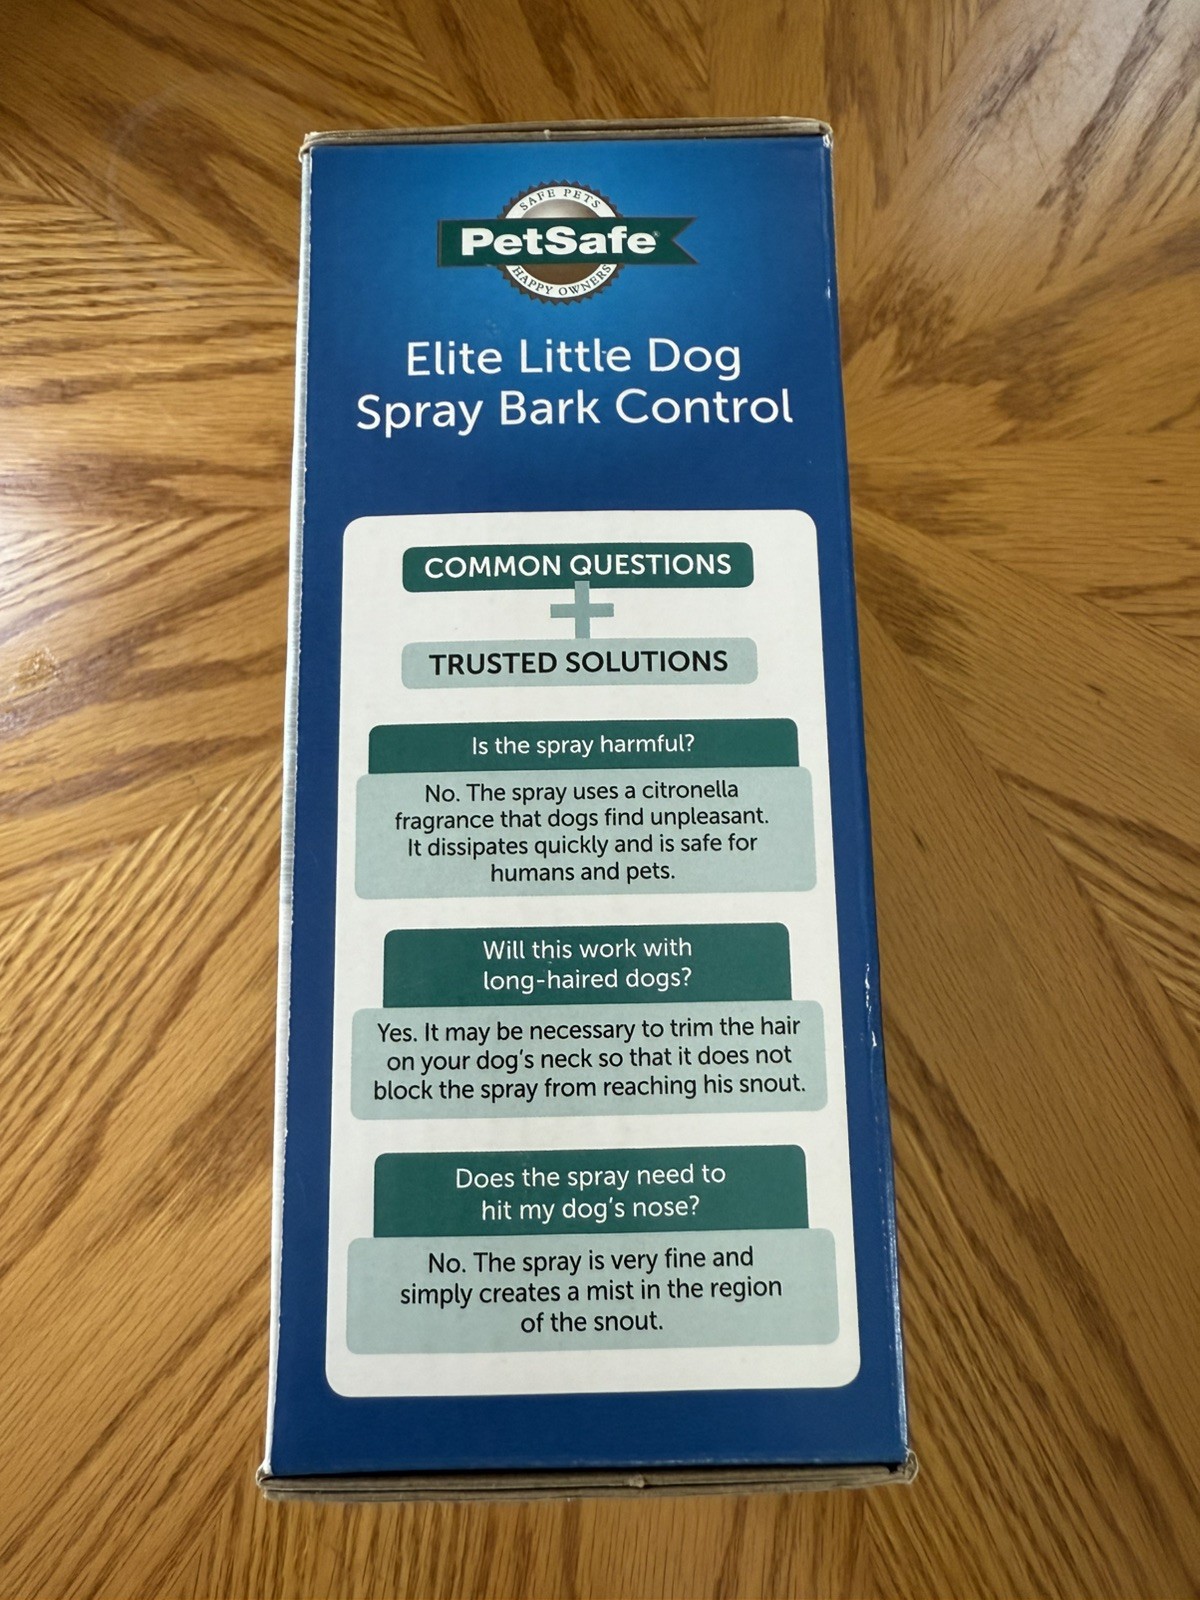 SAFE PETS
PetSafe®
HAPPY OWNERS
Elite Little Dog
Spray Bark Control
COMMON QUESTIONS
+
TRUSTED SOLUTIONS
Is the spray harmful?
No. The spray uses a citronella
fragrance that dogs find unpleasant.
It dissipates quickly and is safe for
humans and pets.
Will this work with
long-haired dogs?
Yes. It may be necessary to trim the hair
on your dog's neck so that it does not
block the spray from reaching his snout.
Does the spray need to
hit my dog's nose?
No. The spray is very fine and
simply creates a mist in the region
of the snout.